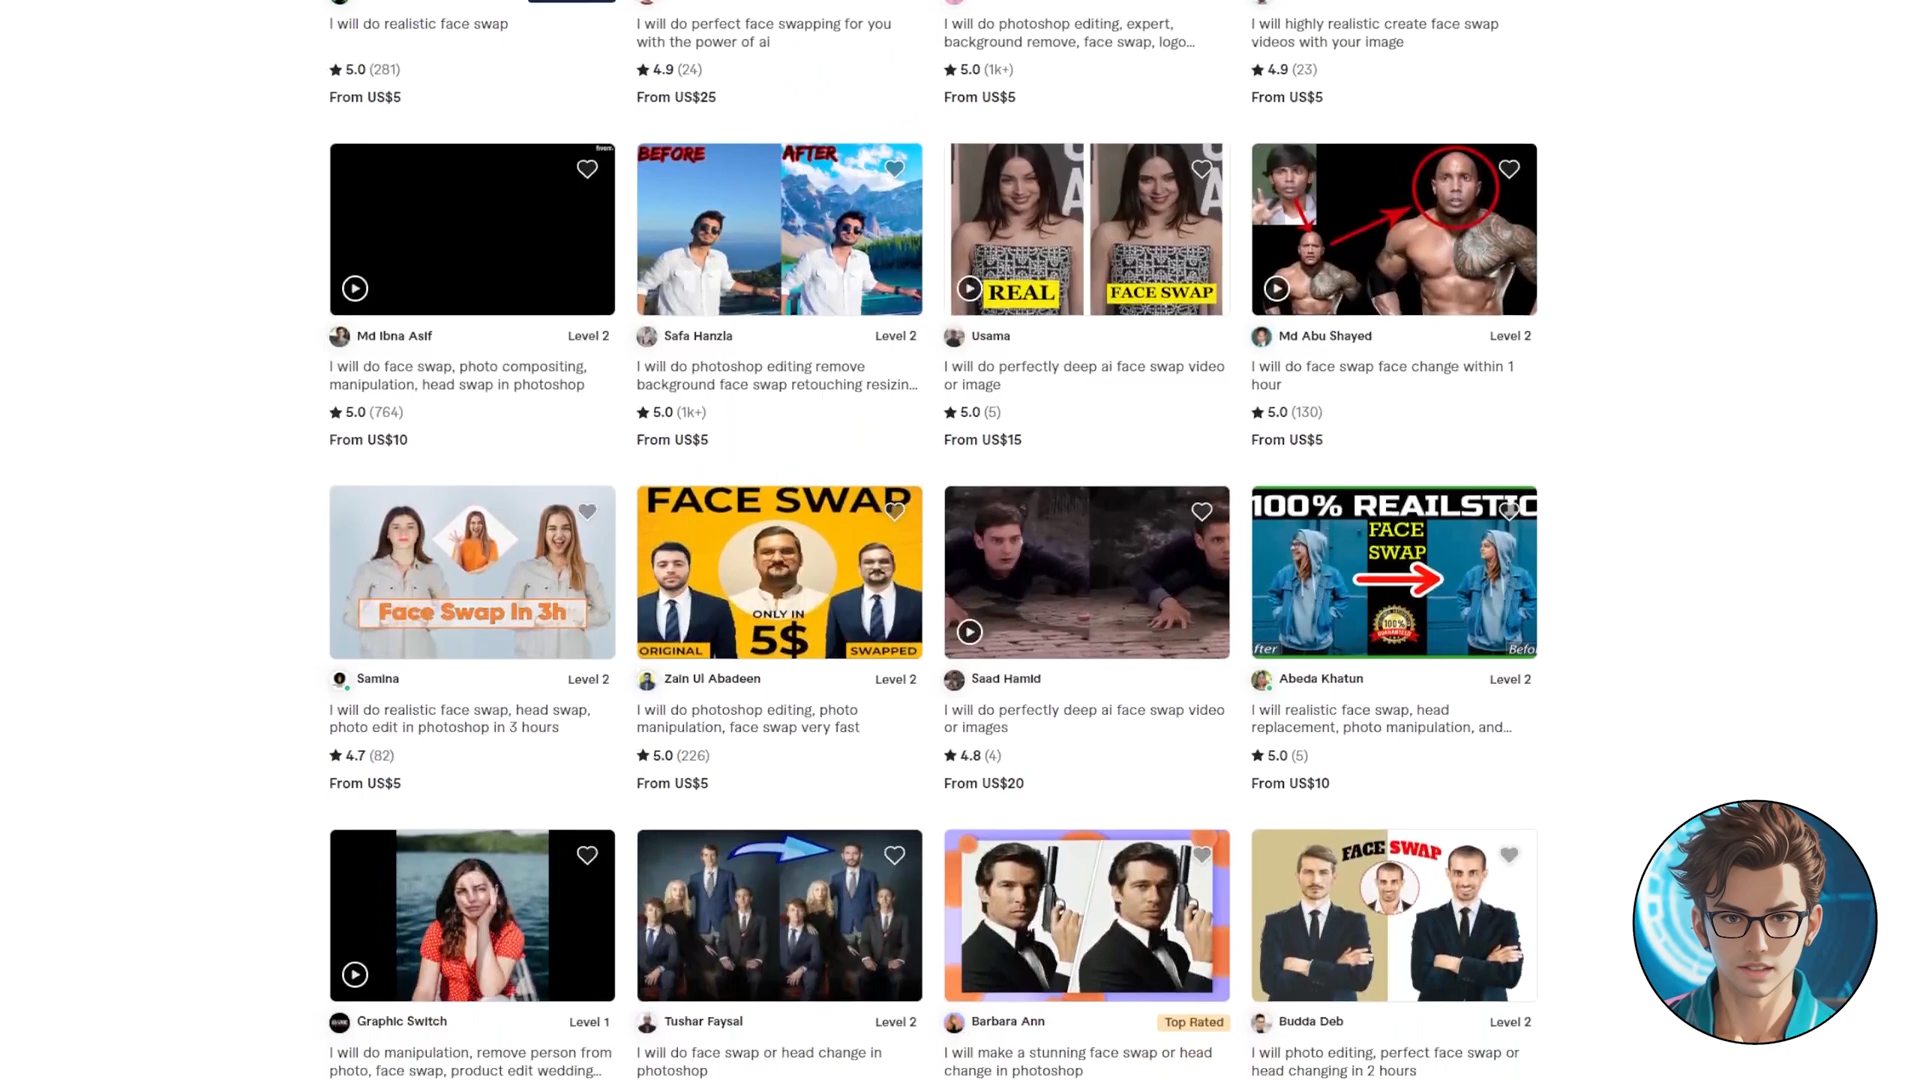 I will do realistic face swap
I will do perfect face swapping for you
with the power of ai
I will do photoshop editing, expert,
background remove, face swap, logo...
I will highly realistic create face swap
videos with your image
5.0 (281)
4.9 (24)
5.0 (1k+)
4.9 (23)
From US$5
From US$25
From US$5
From US$5
fiverr.
BEFORE
AFTER
REAL
FACE SWAP
Md Ibna Asif
Level 2
Safa Hanzla
Level 2
Usama
Md Abu Shayed
Level 2
I will do face swap, photo compositing,
manipulation, head swap in photoshop
I will do photoshop editing remove
background face swap retouching resizin...
I will do perfectly deep ai face swap video
or image
I will do face swap face change within 1
hour
5.0 (764)
5.0 (1k+)
5.0 (5)
5.0 (130)
From US$10
From US$5
From US$15
From US$5
Face Swap In 3h
FACE SWAP
ONLY IN
5$
ORIGINAL
SWAPPED
100% REAILSTIC
FACE
SWAP
100%
GUARANTEED
fter
Befo
Samina
Level 2
Zain Ul Abadeen
Level 2
Saad Hamid
Abeda Khatun
Level 2
I will do realistic face swap, head swap,
photo edit in photoshop in 3 hours
I will do photoshop editing, photo
manipulation, face swap very fast
I will do perfectly deep ai face swap video
or images
I will realistic face swap, head
replacement, photo manipulation, and...
4.7 (82)
5.0 (226)
4.8 (4)
5.0 (5)
From US$5
From US$5
From US$20
From US$10
FACE SWAP
Graphic Switch
Level 1
Tushar Faysal
Level 2
Barbara Ann
Top Rated
Budda Deb
Level 2
I will do manipulation, remove person from
photo, face swap, product edit wedding...
I will do face swap or head change in
photoshop
I will make a stunning face swap or head
change in photoshop
I will photo editing, perfect face swap or
head changing in 2 hours